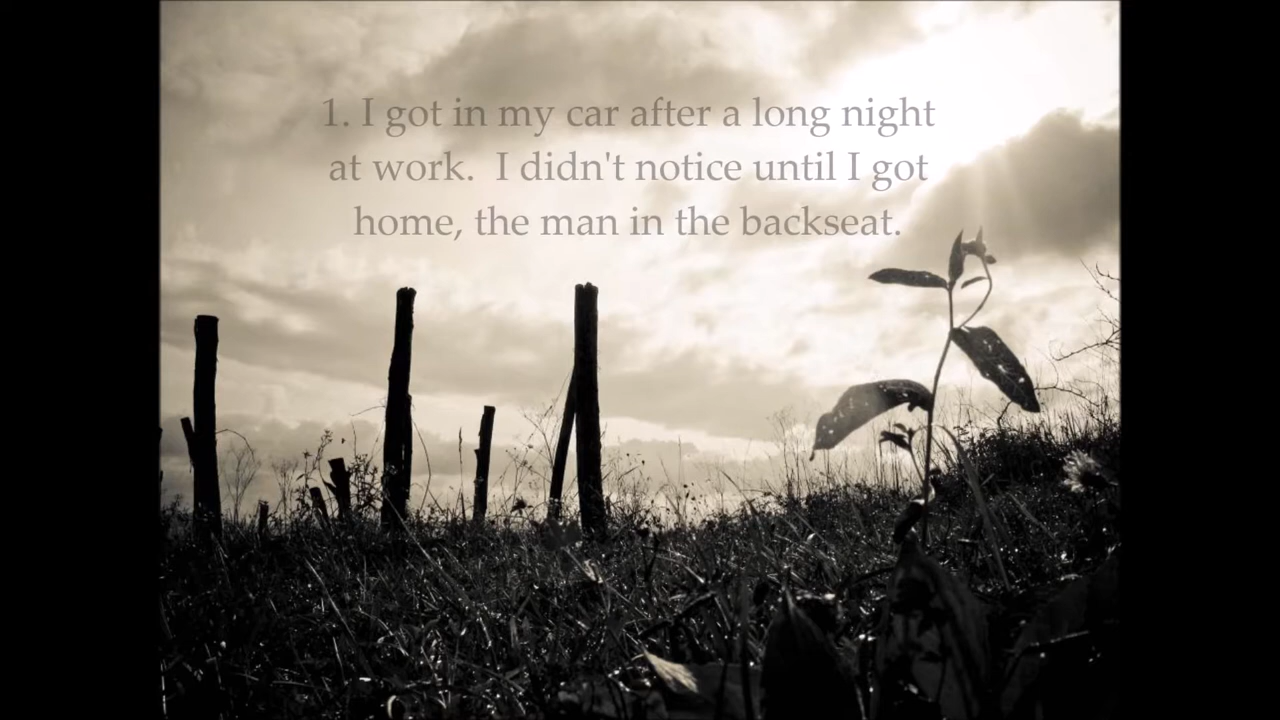 1. I got in my car after a long night
at work.  I didn't notice until I got
home, the man in the backseat.